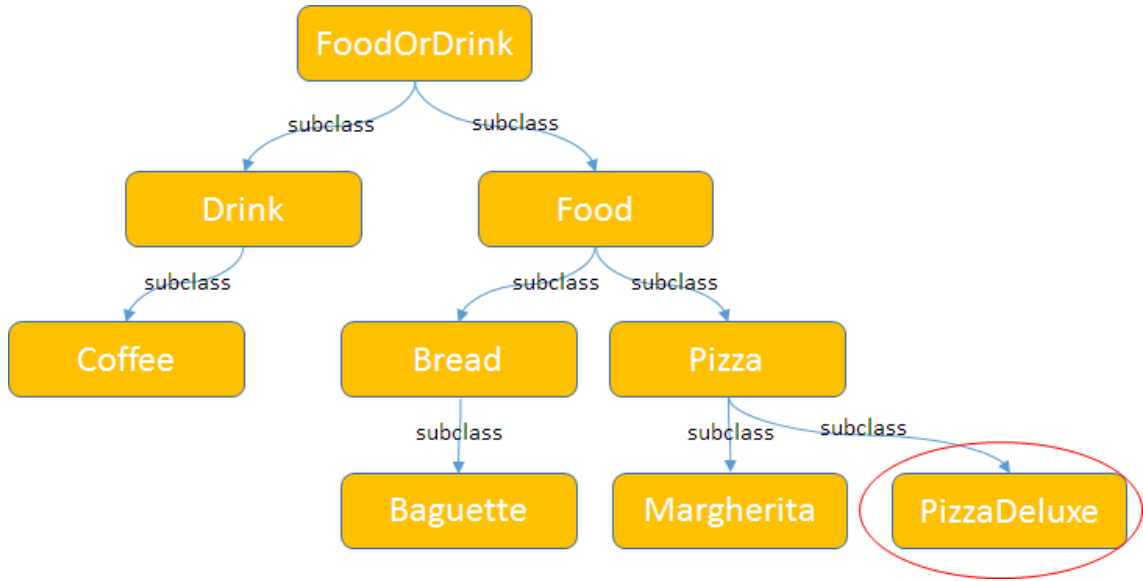 FoodOrDrink
subclass
subclass
Drink
Food
subclass
subclass
subclass
Coffee
Bread
Pizza
subclass
subclass
subclass
Baguette
Margherita
PizzaDeluxe